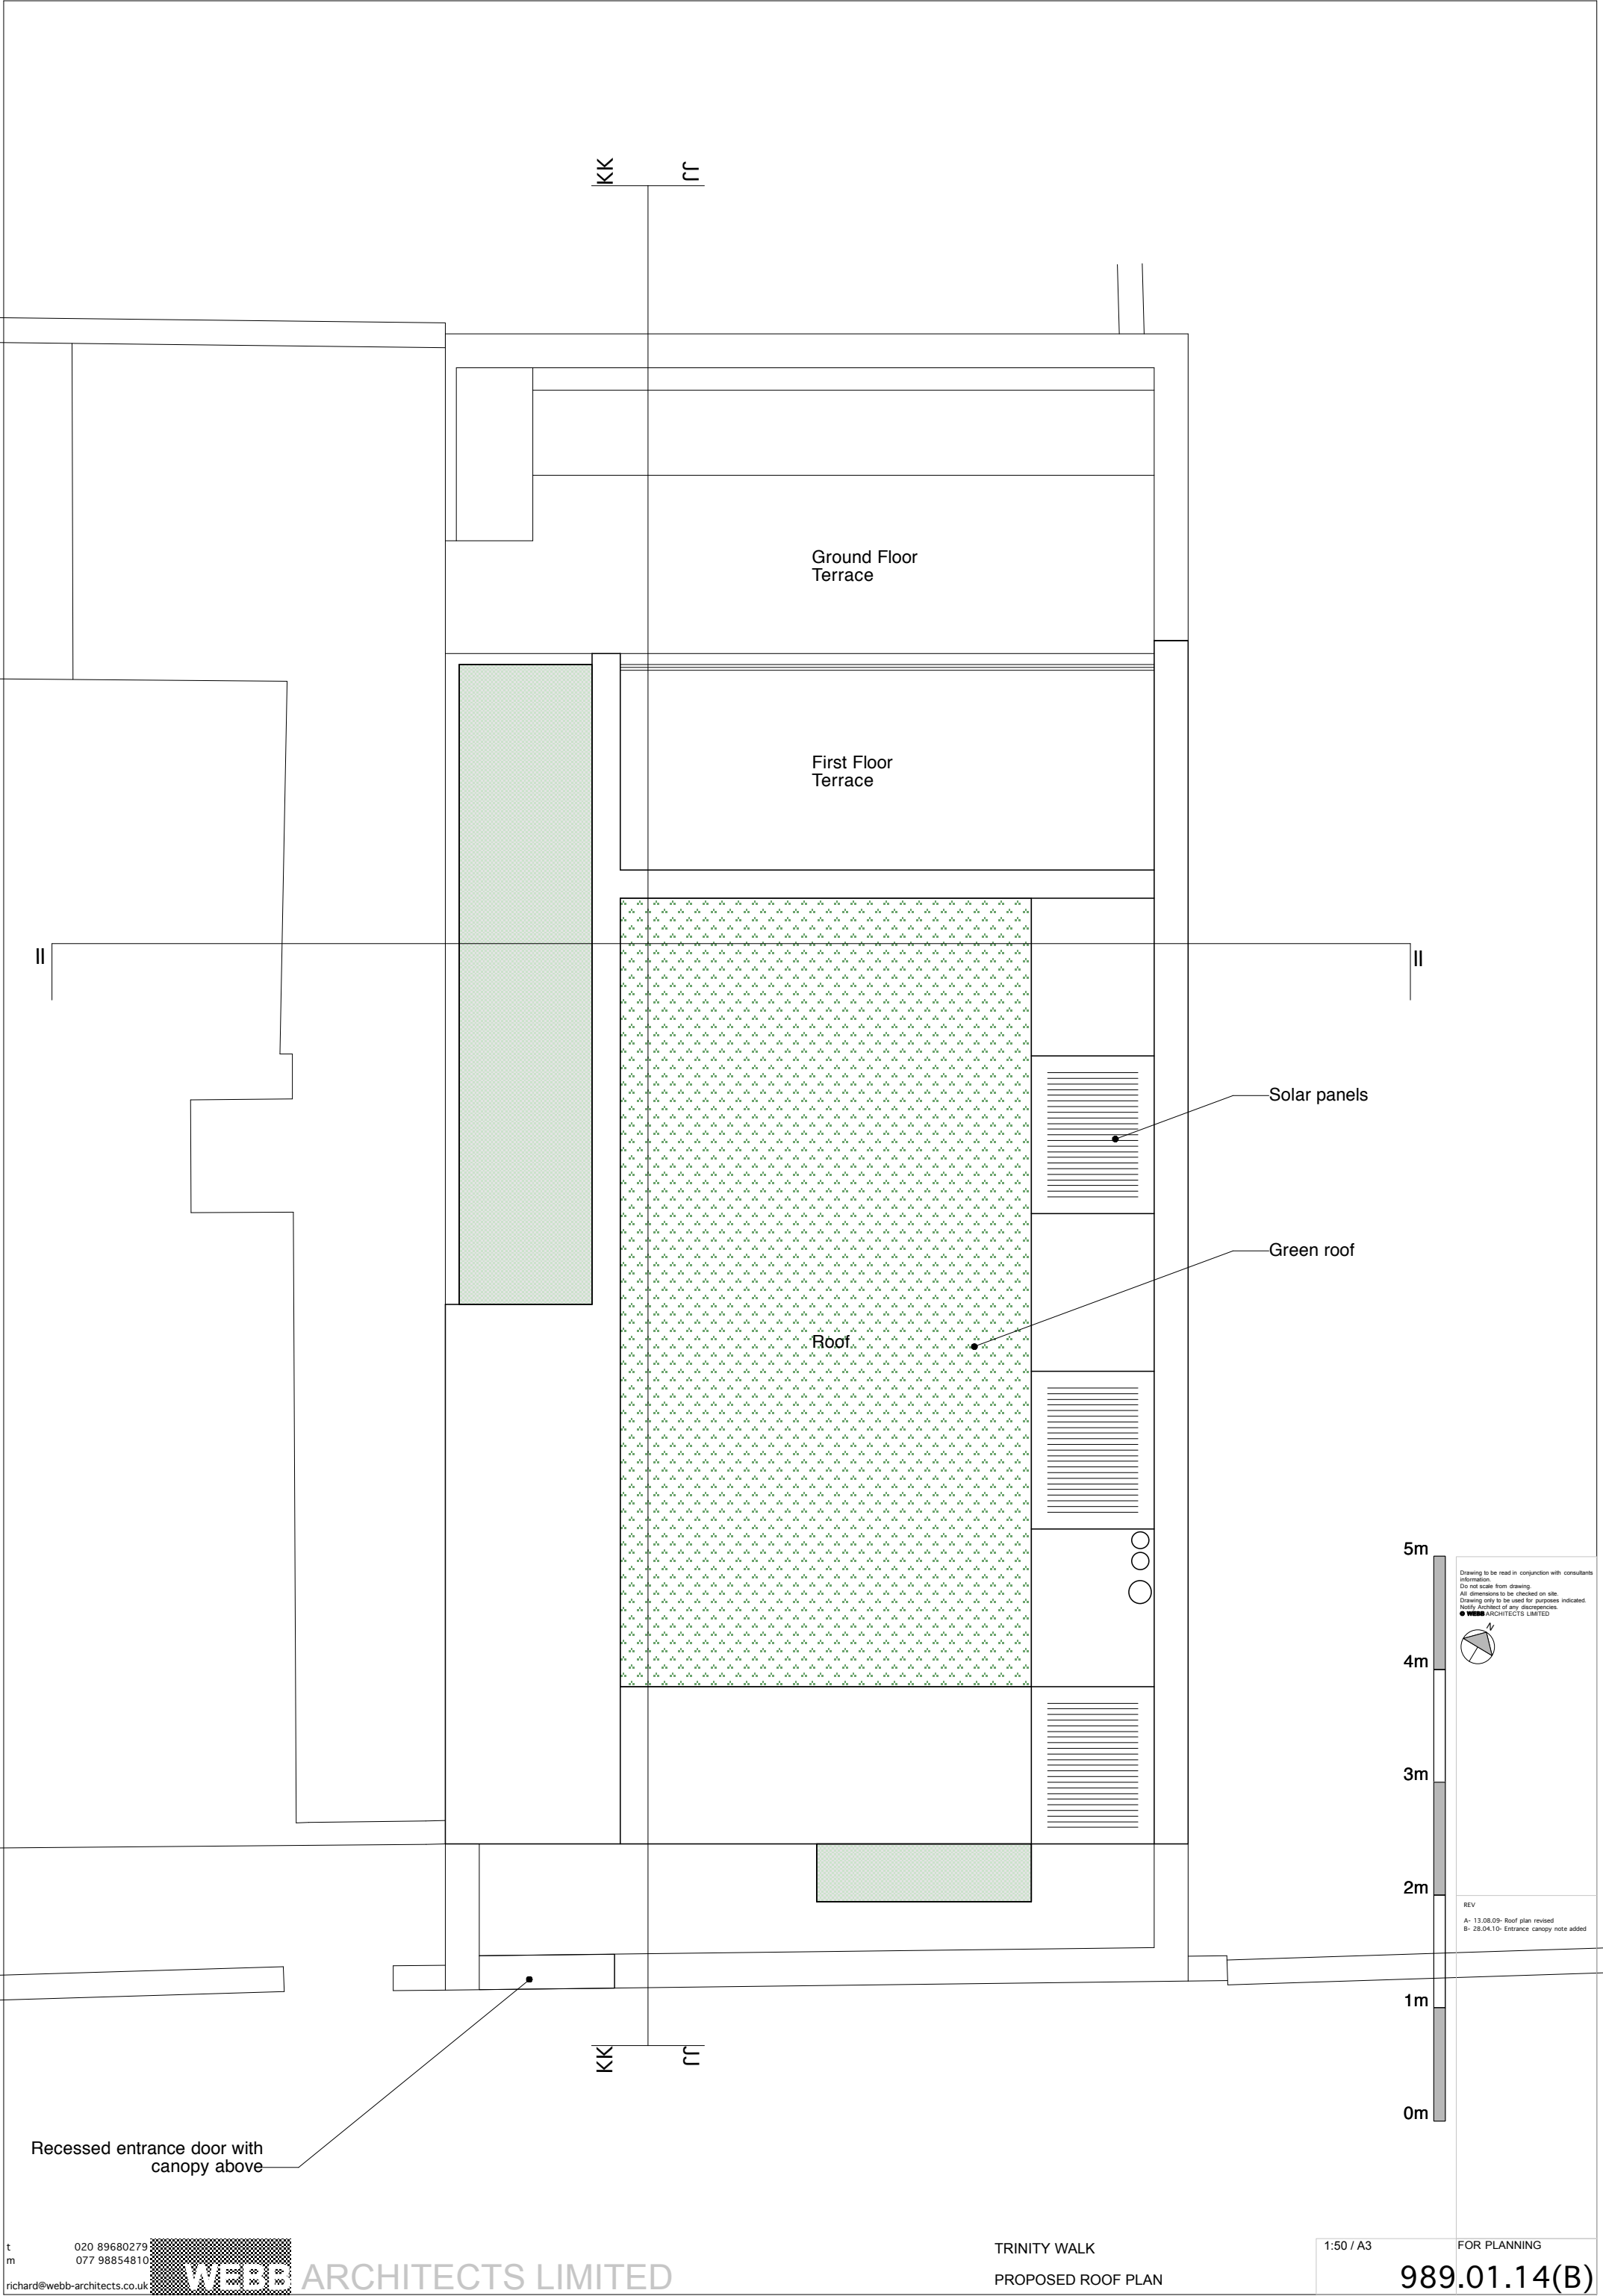 KK
JJ
Ground Floor
Terrace
First Floor
Terrace
II
II
Solar panels
Green roof
Roof
5m
4m
3m
2m
1m
0m
Drawing to be read in conjunction with consultants
information.
Do not scale from drawing.
All dimensions to be checked on site.
Drawing only to be used for purposes indicated.
Notify Architect of any discrepencies.
WEBB ARCHITECTS LIMITED
N
REV
A- 13.08.09- Roof plan revised
B- 28.04.10- Entrance canopy note added
KK
JJ
Recessed entrance door with
canopy above
t 020 89680279
m 077 98854810
richard@webb-architects.co.uk
WEBB ARCHITECTS LIMITED
TRINITY WALK
PROPOSED ROOF PLAN
1:50 / A3
FOR PLANNING
989.01.14(B)